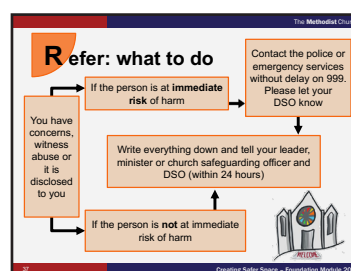 The Methodist Chur
Refer: what to do
Contact the police or
emergency services
without delay on 999.
Please let your
DSO know
If the person is at immediate
risk of harm
You have
concerns,
witness
abuse or
it is
disclosed
to you
Write everything down and tell your leader,
minister or church safeguarding officer and
DSO (within 24 hours)
If the person is not at immediate
risk of harm
WELCOME
37
Creating Safer Space – Foundation Module 20